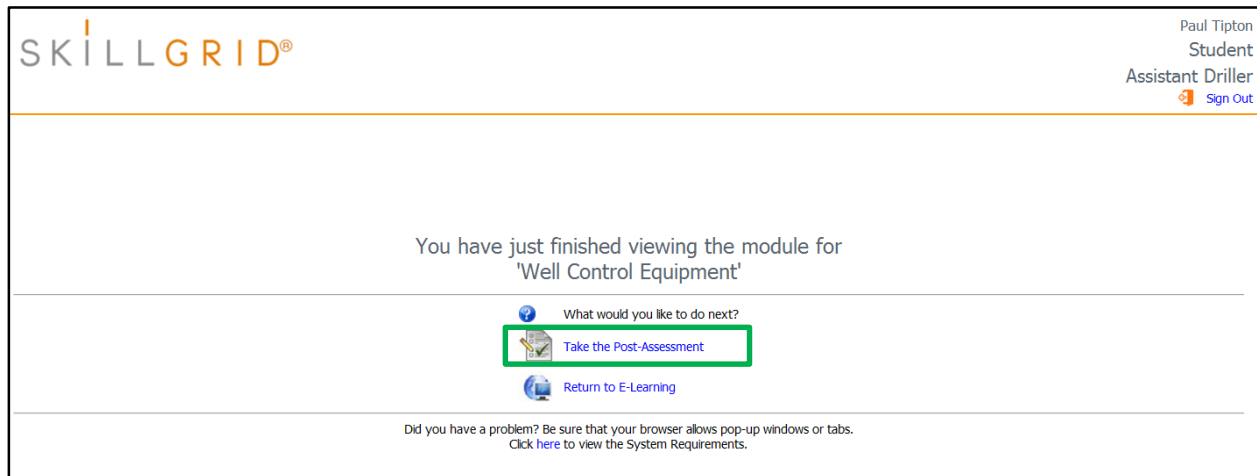 SKILLGRID®
Paul Tipton
Student
Assistant Driller
Sign Out
You have just finished viewing the module for
'Well Control Equipment'
What would you like to do next?
Take the Post-Assessment
Return to E-Learning
Did you have a problem? Be sure that your browser allows pop-up windows or tabs.
Click here to view the System Requirements.